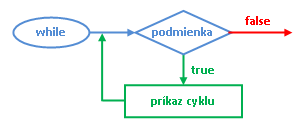 while
podmienka
false
true
príkaz cyklu